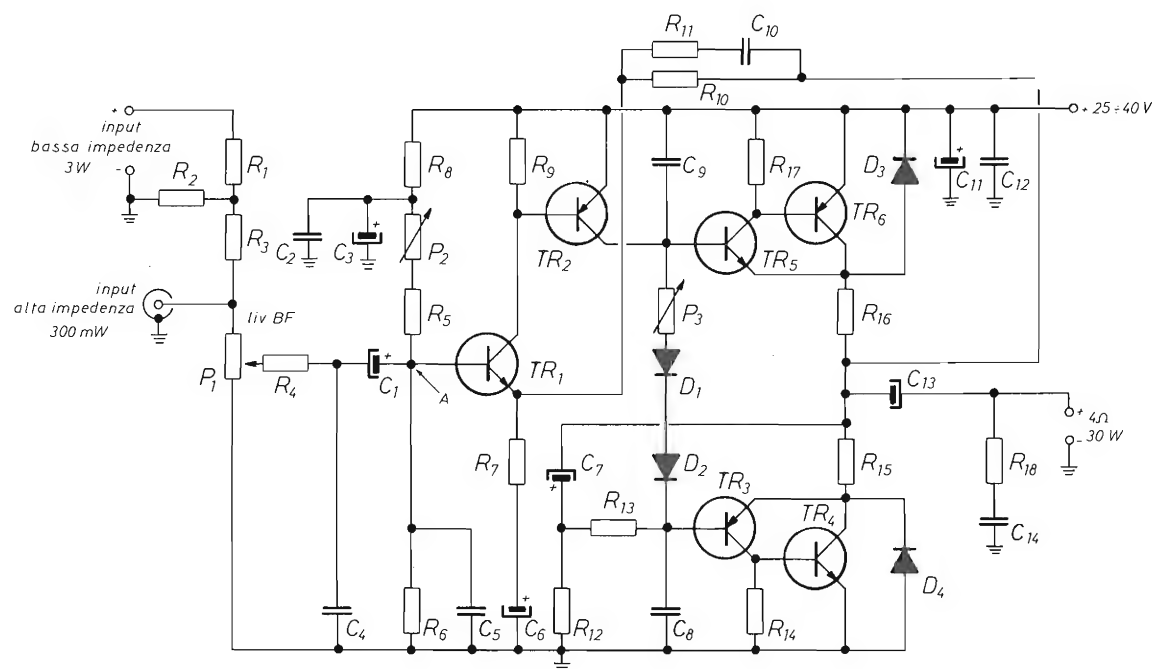 R11
C10
R10
+
input
bassa impedenza
3W
-
R2
R1
R3
R8
R9
C9
R17
D3
C11
+
C12
+ 25÷40 V
C2
C3
+
P2
TR2
TR5
TR6
input
alta impedenza
300 mW
liv BF
P1
R4
C1
+
R5
A
TR1
P3
D1
R16
C13
+
4Ω
-
30 W
R7
C7
+
D2
R13
TR3
TR4
R15
R18
C14
D4
C4
R6
C5
C6
+
R12
C8
R14